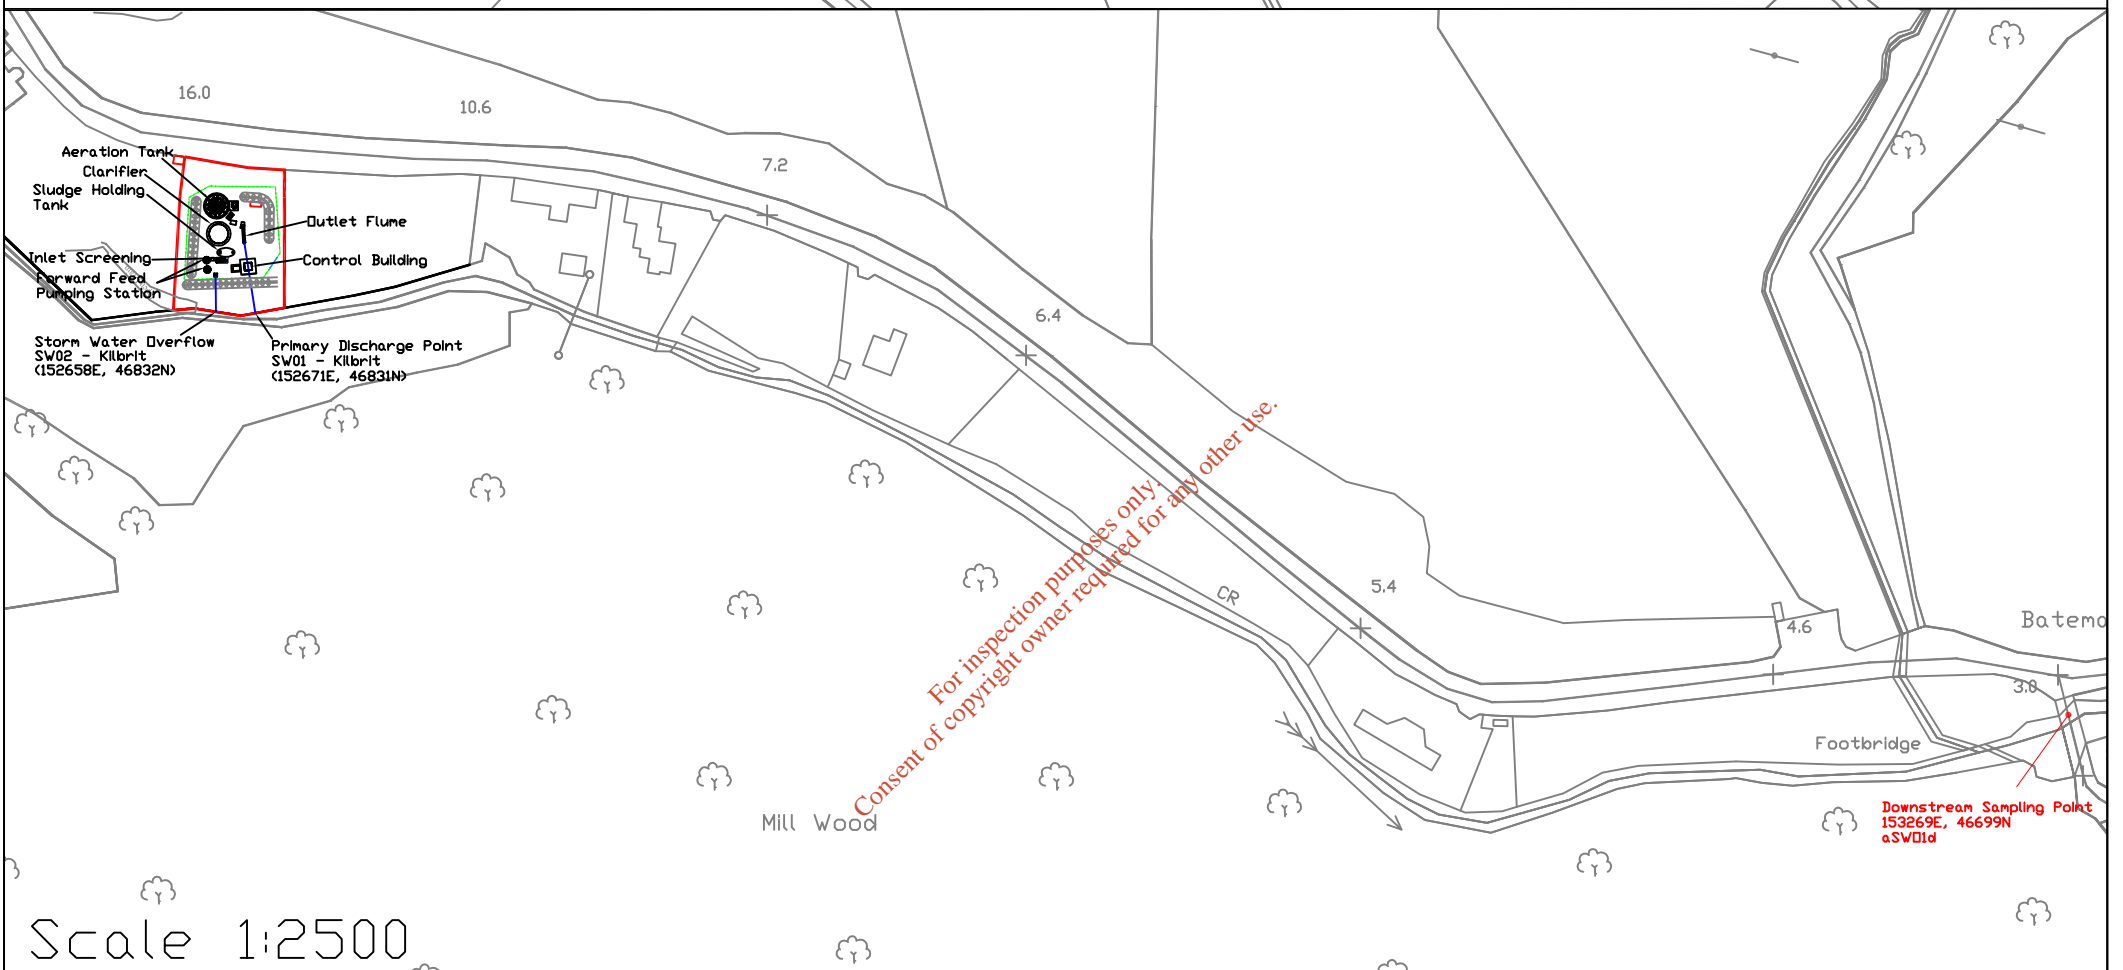 16.0
10.6
7.2
6.4
5.4
4.6
3.0
Aeration Tank
Clarifier
Sludge Holding
Tank
Outlet Flume
Inlet Screening
Control Building
Forward Feed
Pumping Station
Storm Water Overflow
SW02 - Kilbrit
(152658E, 46832N)
Primary Discharge Point
SW01 - Kilbrit
(152671E, 46831N)
For inspection purposes only.
Consent of copyright owner required for any other use.
CR
Batema
Footbridge
Downstream Sampling Point
153269E, 46699N
aSW01d
Mill Wood
Scale 1:2500